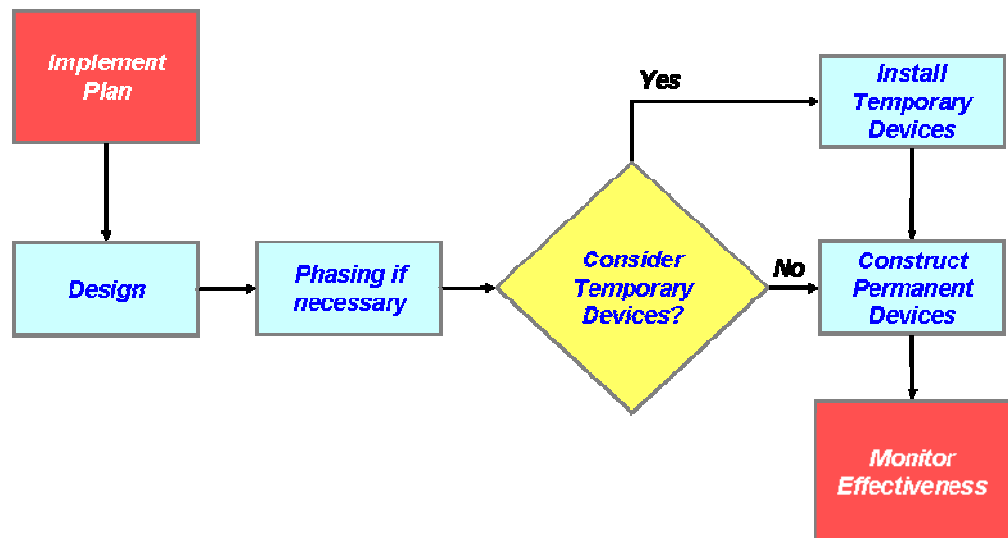 Implement
Plan
Design
Phasing if
necessary
Consider
Temporary
Devices?
Yes
Install
Temporary
Devices
No
Construct
Permanent
Devices
Monitor
Effectiveness